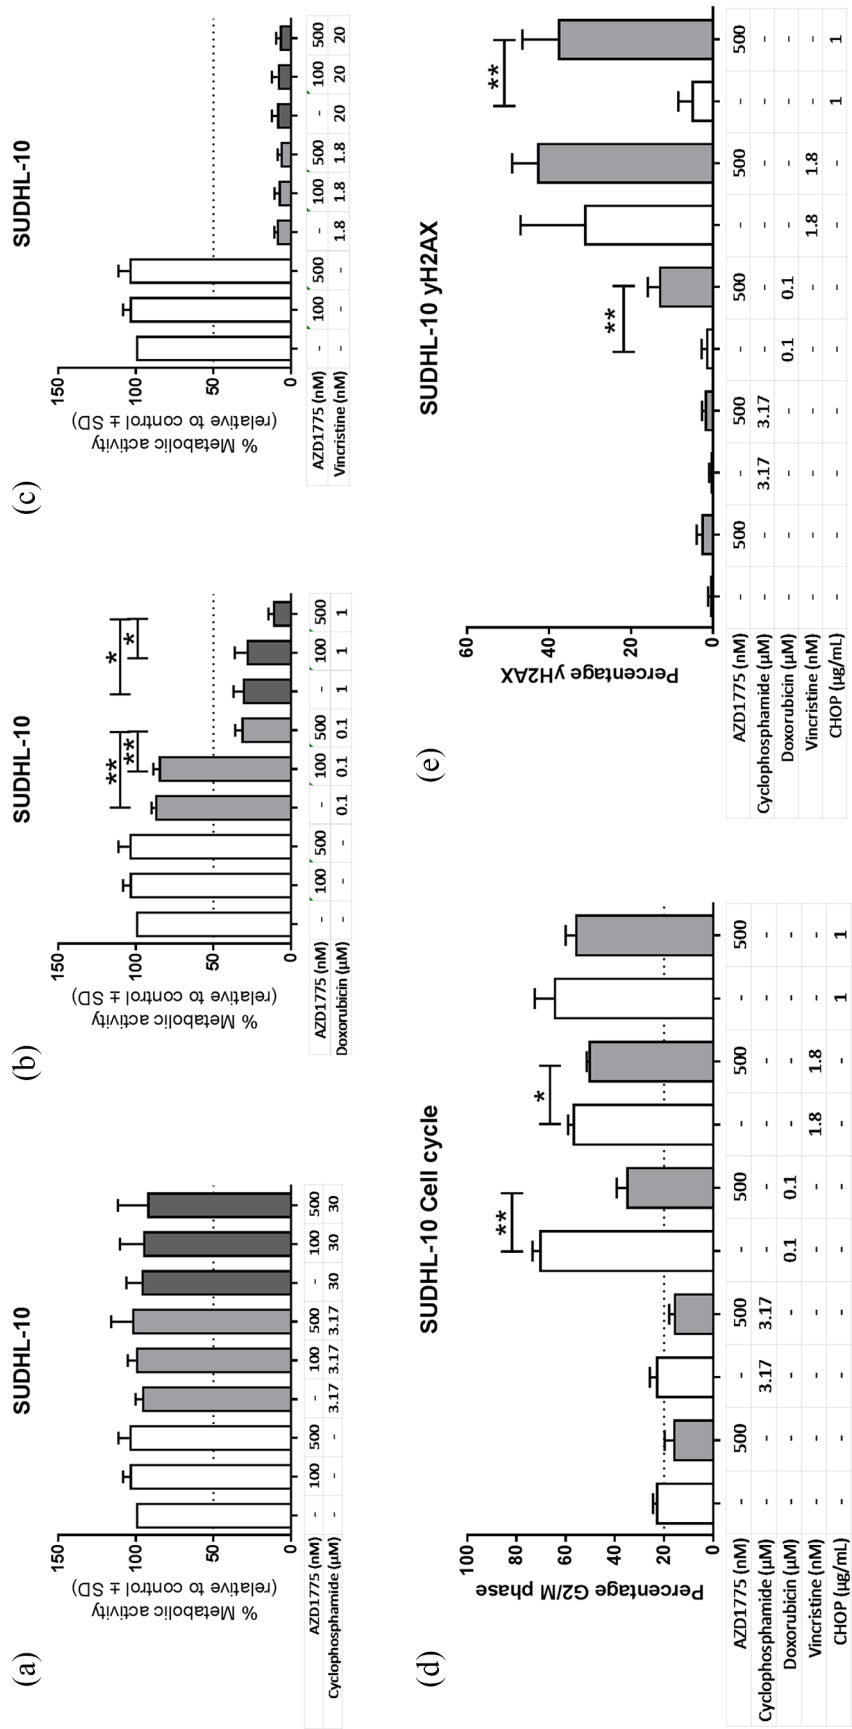 (a)
SUDHL-10
% Metabolic activity
(relative to control ± SD)
150
100
50
0
AZD1775 (nM) - 100 500 - 100 500 - 100 500
Cyclophosphamide (µM) - - - 3.17 3.17 3.17 30 30 30
(b)
SUDHL-10
% Metabolic activity
(relative to control ± SD)
150
100
50
0
** ** * *
AZD1775 (nM) - 100 500 - 100 500 - 100 500
Doxorubicin (µM) - - - 0.1 0.1 0.1 1 1 1
(c)
SUDHL-10
% Metabolic activity
(relative to control ± SD)
150
100
50
0
AZD1775 (nM) - 100 500 - 100 500 - 100 500
Vincristine (nM) - - - 1.8 1.8 1.8 20 20 20
(d)
SUDHL-10 Cell cycle
Percentage G2/M phase
100
80
60
40
20
0
** *
AZD1775 (nM) - 500 - 500 - 500 - 500 - 500
Cyclophosphamide (µM) - - 3.17 3.17 - - - - - -
Doxorubicin (µM) - - - - 0.1 0.1 - - - -
Vincristine (nM) - - - - - - 1.8 1.8 - -
CHOP (µg/mL) - - - - - - - - 1 1
(e)
SUDHL-10 yH2AX
Percentage yH2AX
60
40
20
0
** **
AZD1775 (nM) - 500 - 500 - 500 - 500 - 500
Cyclophosphamide (µM) - - 3.17 3.17 - - - - - -
Doxorubicin (µM) - - - - 0.1 0.1 - - - -
Vincristine (nM) - - - - - - 1.8 1.8 - -
CHOP (µg/mL) - - - - - - - - 1 1